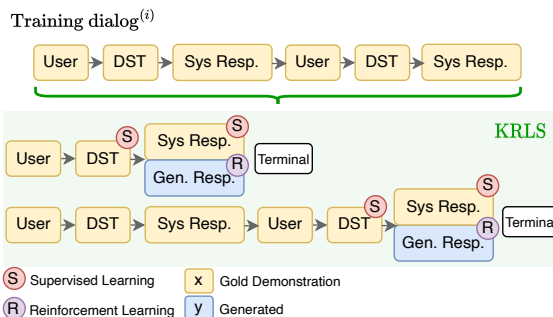 Training dialog(i)
User DST Sys Resp. User DST Sys Resp.
KRLS
S S
Sys Resp.
User DST Terminal
R
Gen. Resp.
S S
Sys Resp.
User DST Sys Resp. User DST Termina
R
Gen. Resp.
S Supervised Learning x Gold Demonstration
R Reinforcement Learning y Generated